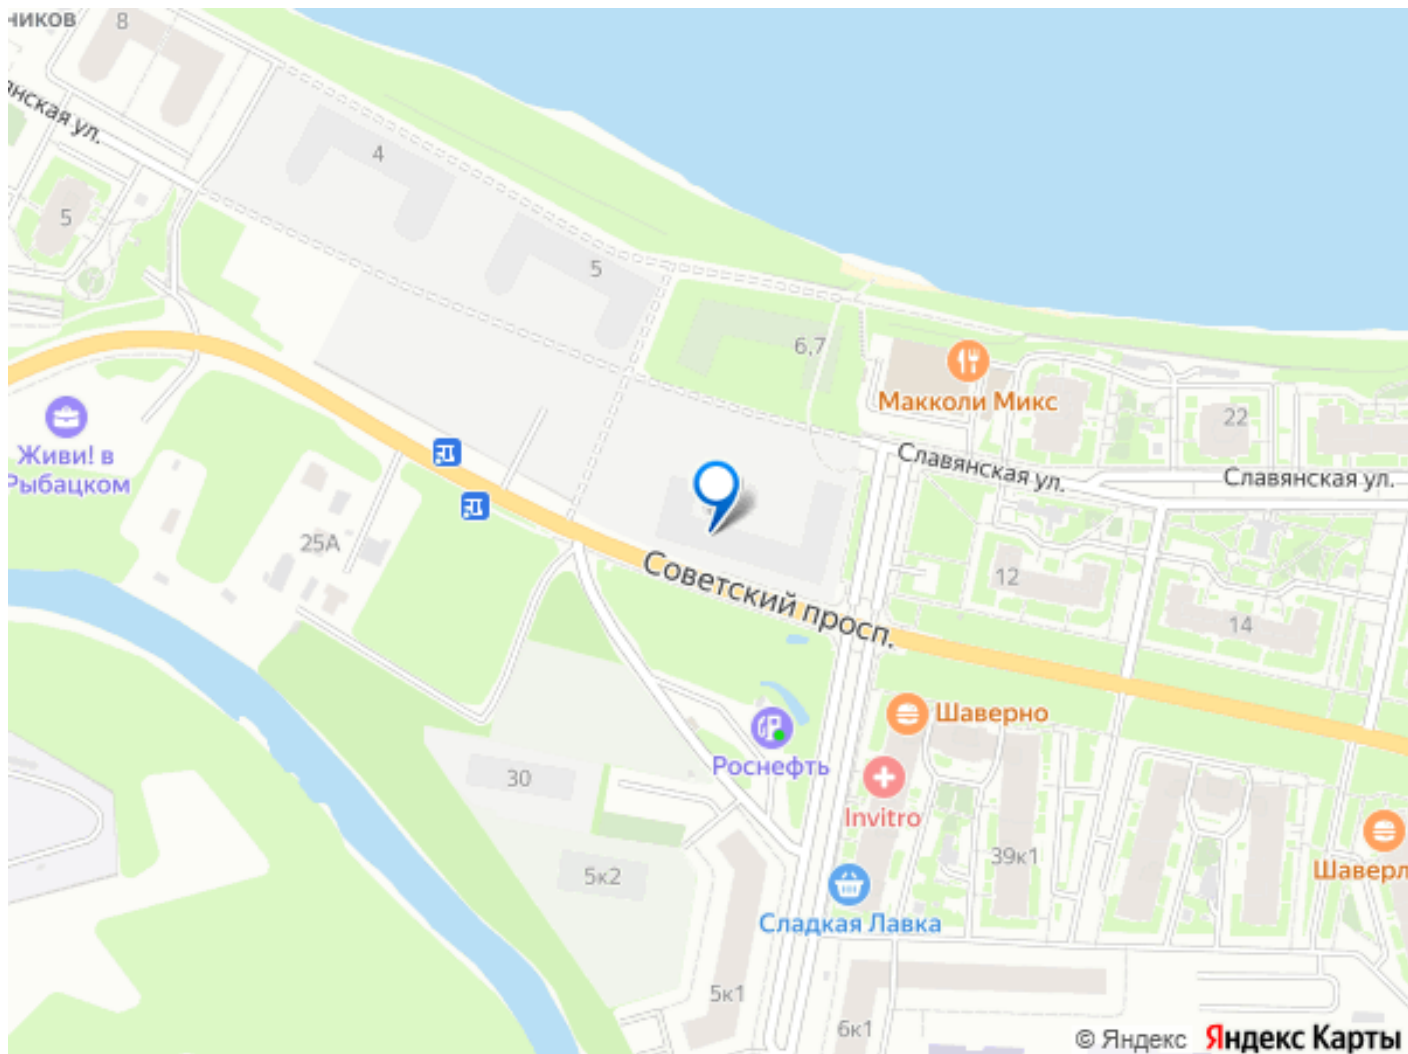 ников
8
нская ул.
4
5
5
6,7
Макколи Микс
22
Славянская ул.
Славянская ул.
Живи! в
Рыбацком
25А
Советский просп.
12
14
Шаверно
Роснефть
30
Invitro
39к1
Шаверл
5к2
Сладкая Лавка
5к1
6к1
© Яндекс Яндекс Карты